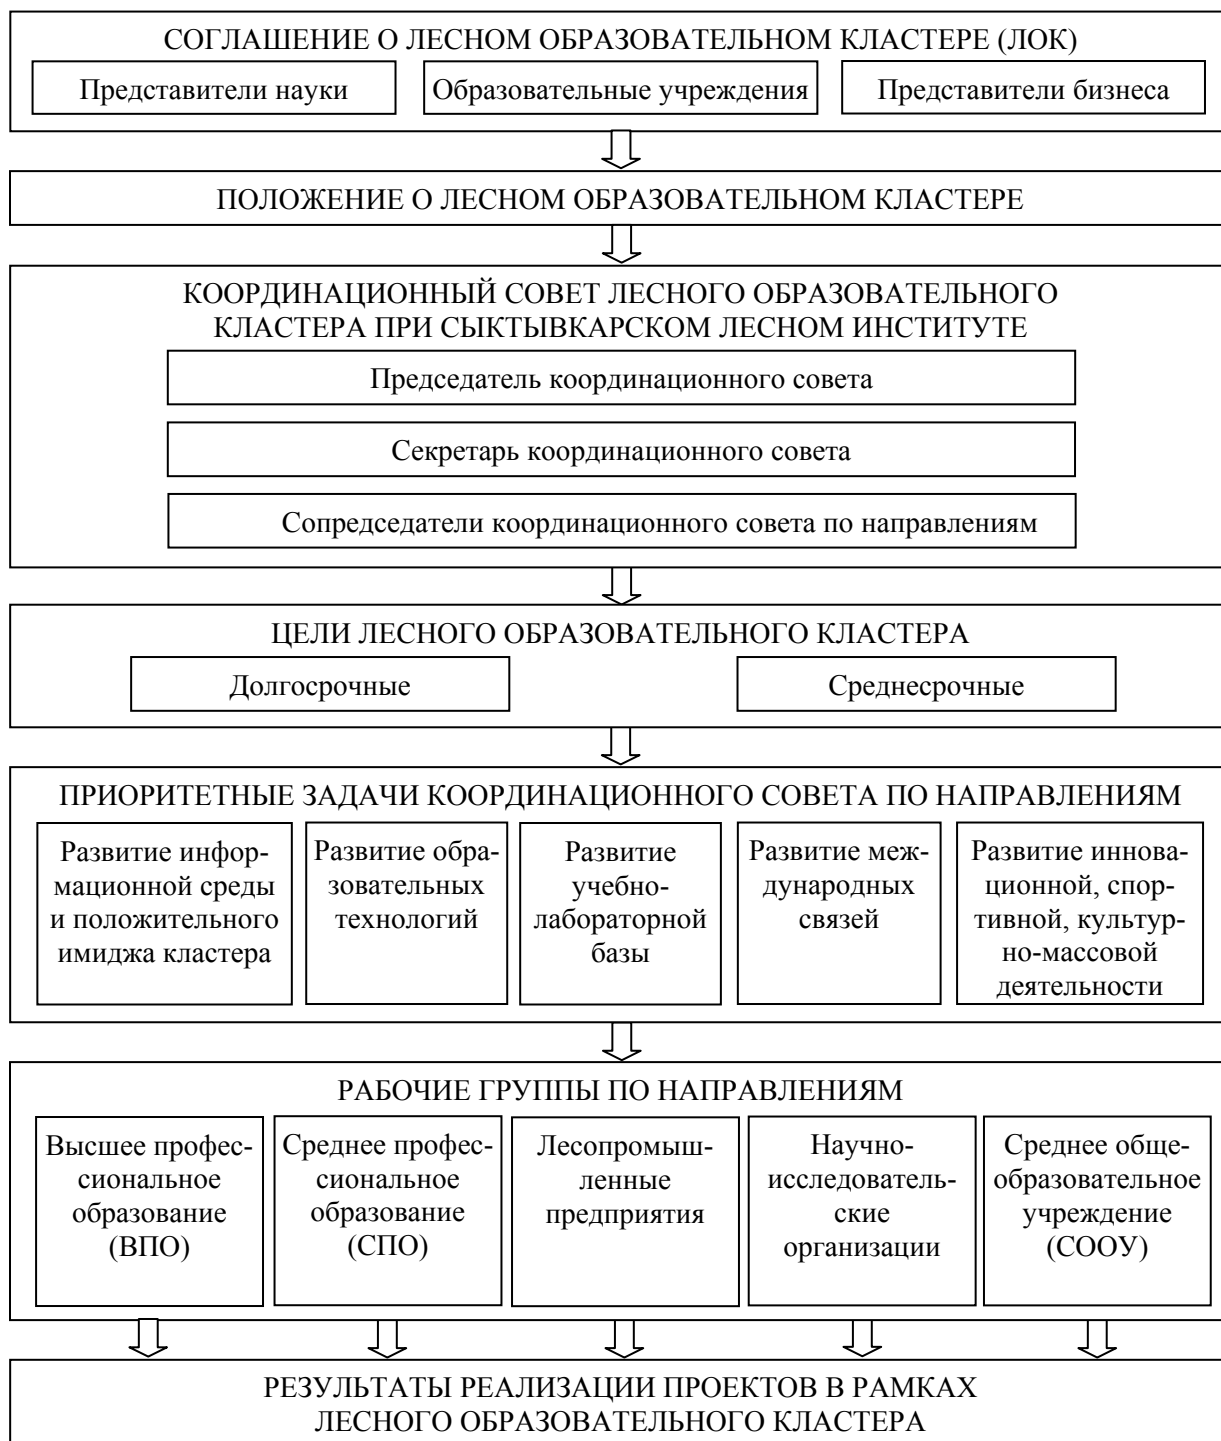 СОГЛАШЕНИЕ О ЛЕСНОМ ОБРАЗОВАТЕЛЬНОМ КЛАСТЕРЕ (ЛОК)
Представители науки
Образовательные учреждения
Представители бизнеса
ПОЛОЖЕНИЕ О ЛЕСНОМ ОБРАЗОВАТЕЛЬНОМ КЛАСТЕРЕ
КООРДИНАЦИОННЫЙ СОВЕТ ЛЕСНОГО ОБРАЗОВАТЕЛЬНОГО
КЛАСТЕРА ПРИ СЫКТЫВКАРСКОМ ЛЕСНОМ ИНСТИТУТЕ
Председатель координационного совета
Секретарь координационного совета
Сопредседатели координационного совета по направлениям
ЦЕЛИ ЛЕСНОГО ОБРАЗОВАТЕЛЬНОГО КЛАСТЕРА
Долгосрочные
Среднесрочные
ПРИОРИТЕТНЫЕ ЗАДАЧИ КООРДИНАЦИОННОГО СОВЕТА ПО НАПРАВЛЕНИЯМ
Развитие инфор-
мационной среды
и положительного
имиджа кластера
Развитие обра-
зовательных
технологий
Развитие
учебно-
лабораторной
базы
Развитие меж-
дународных
связей
Развитие иннова-
ционной, спор-
тивной, культур-
но-массовой
деятельности
РАБОЧИЕ ГРУППЫ ПО НАПРАВЛЕНИЯМ
Высшее профес-
сиональное
образование
(ВПО)
Среднее профес-
сиональное
образование
(СПО)
Лесопромыш-
ленные
предприятия
Научно-
исследователь-
ские
организации
Среднее обще-
образовательное
учреждение
(СООУ)
РЕЗУЛЬТАТЫ РЕАЛИЗАЦИИ ПРОЕКТОВ В РАМКАХ
ЛЕСНОГО ОБРАЗОВАТЕЛЬНОГО КЛАСТЕРА